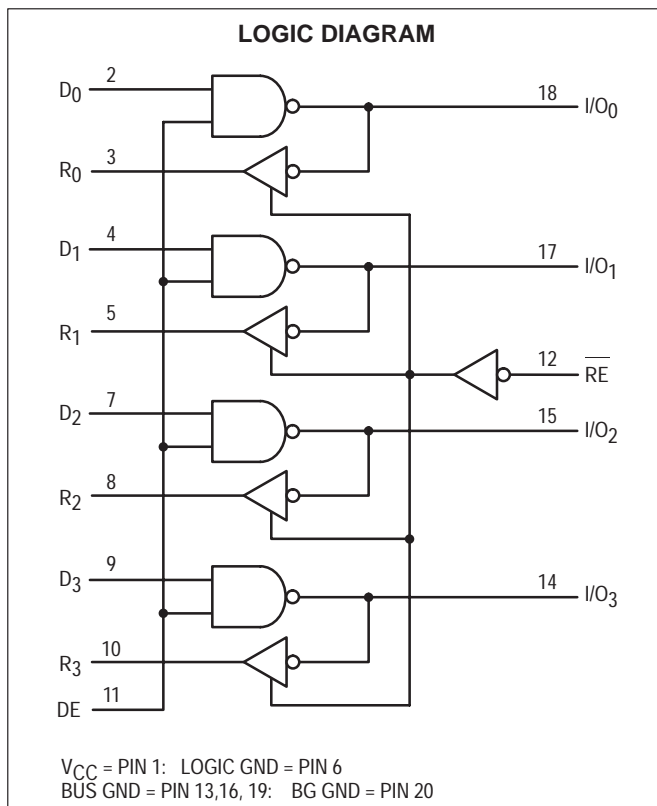 LOGIC DIAGRAM
D0 2
18 I/O0
R0 3
D1 4
17 I/O1
R1 5
12 RE
D2 7
15 I/O2
R2 8
D3 9
14 I/O3
R3 10
DE 11
VCC = PIN 1: LOGIC GND = PIN 6
BUS GND = PIN 13,16, 19: BG GND = PIN 20